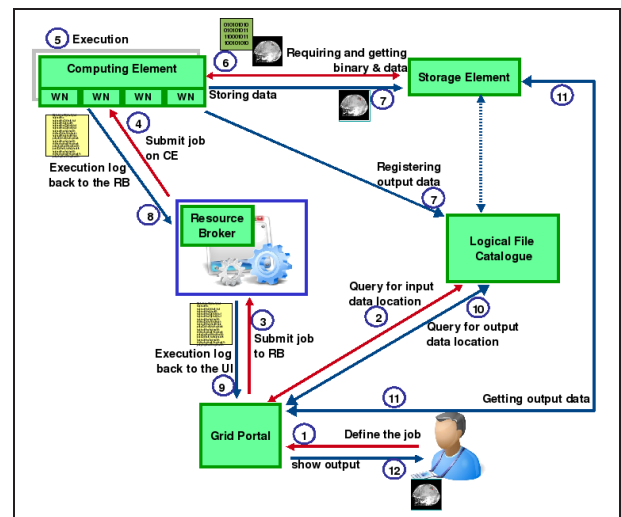 5 Execution
010101010
010101011
110001011
100101010
6
Requiring and getting
binary & data
Computing Element
WN WN WN WN
Storage Element
Storing data
7
11
4
Submit job
on CE
Execution log
back to the RB
8
Registering
output data
7
Resource
Broker
Logical File
Catalogue
Query for input
data location
2
10
Query for output
data location
3
Submit job
to RB
Execution log
back to the UI
9
11
Getting output data
Grid Portal
1
Define the job
show output
12